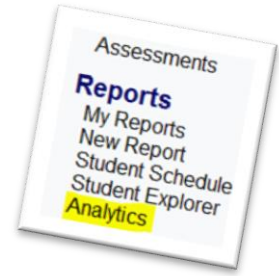 Assessments
Reports
My Reports
New Report
Student Schedule
Student Explorer
Analytics